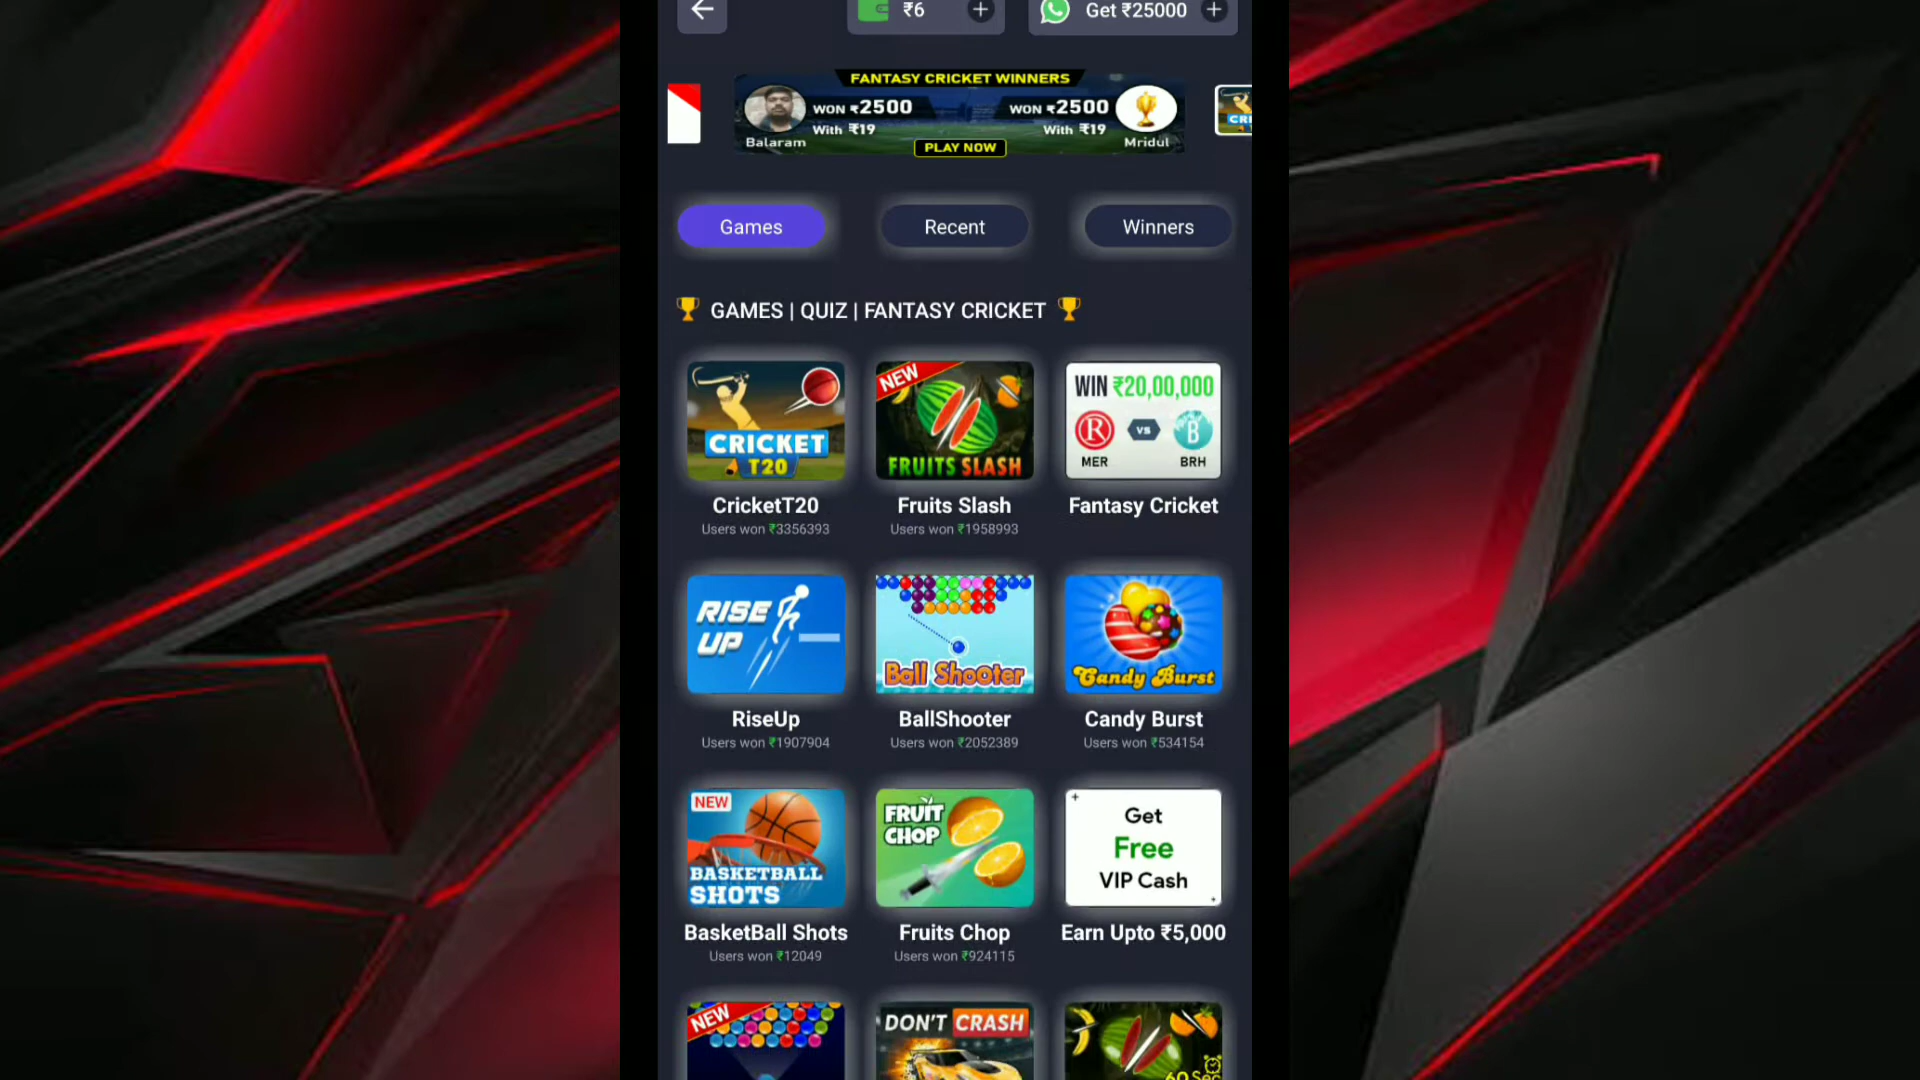 ₹6
Get ₹25000
FANTASY CRICKET WINNERS
WON ₹2500
With ₹19
Balaram
WON ₹2500
With ₹19
Mridul
PLAY NOW
Games
Recent
Winners
GAMES | QUIZ | FANTASY CRICKET
CRICKET
T20
NEW
FRUITS SLASH
WIN ₹20,00,000
R
VS
B
MER
BRH
CricketT20
Fruits Slash
Fantasy Cricket
Users won ₹3356393
Users won ₹1958993
RISE
UP
Ball Shooter
Candy Burst
RiseUp
BallShooter
Candy Burst
Users won ₹1907904
Users won ₹2052389
Users won ₹534154
NEW
BASKETBALL
SHOTS
FRUIT
CHOP
Get
Free
VIP Cash
BasketBall Shots
Fruits Chop
Earn Upto ₹5,000
Users won ₹12049
Users won ₹924115
NEW
DON'T CRASH
60 Sec